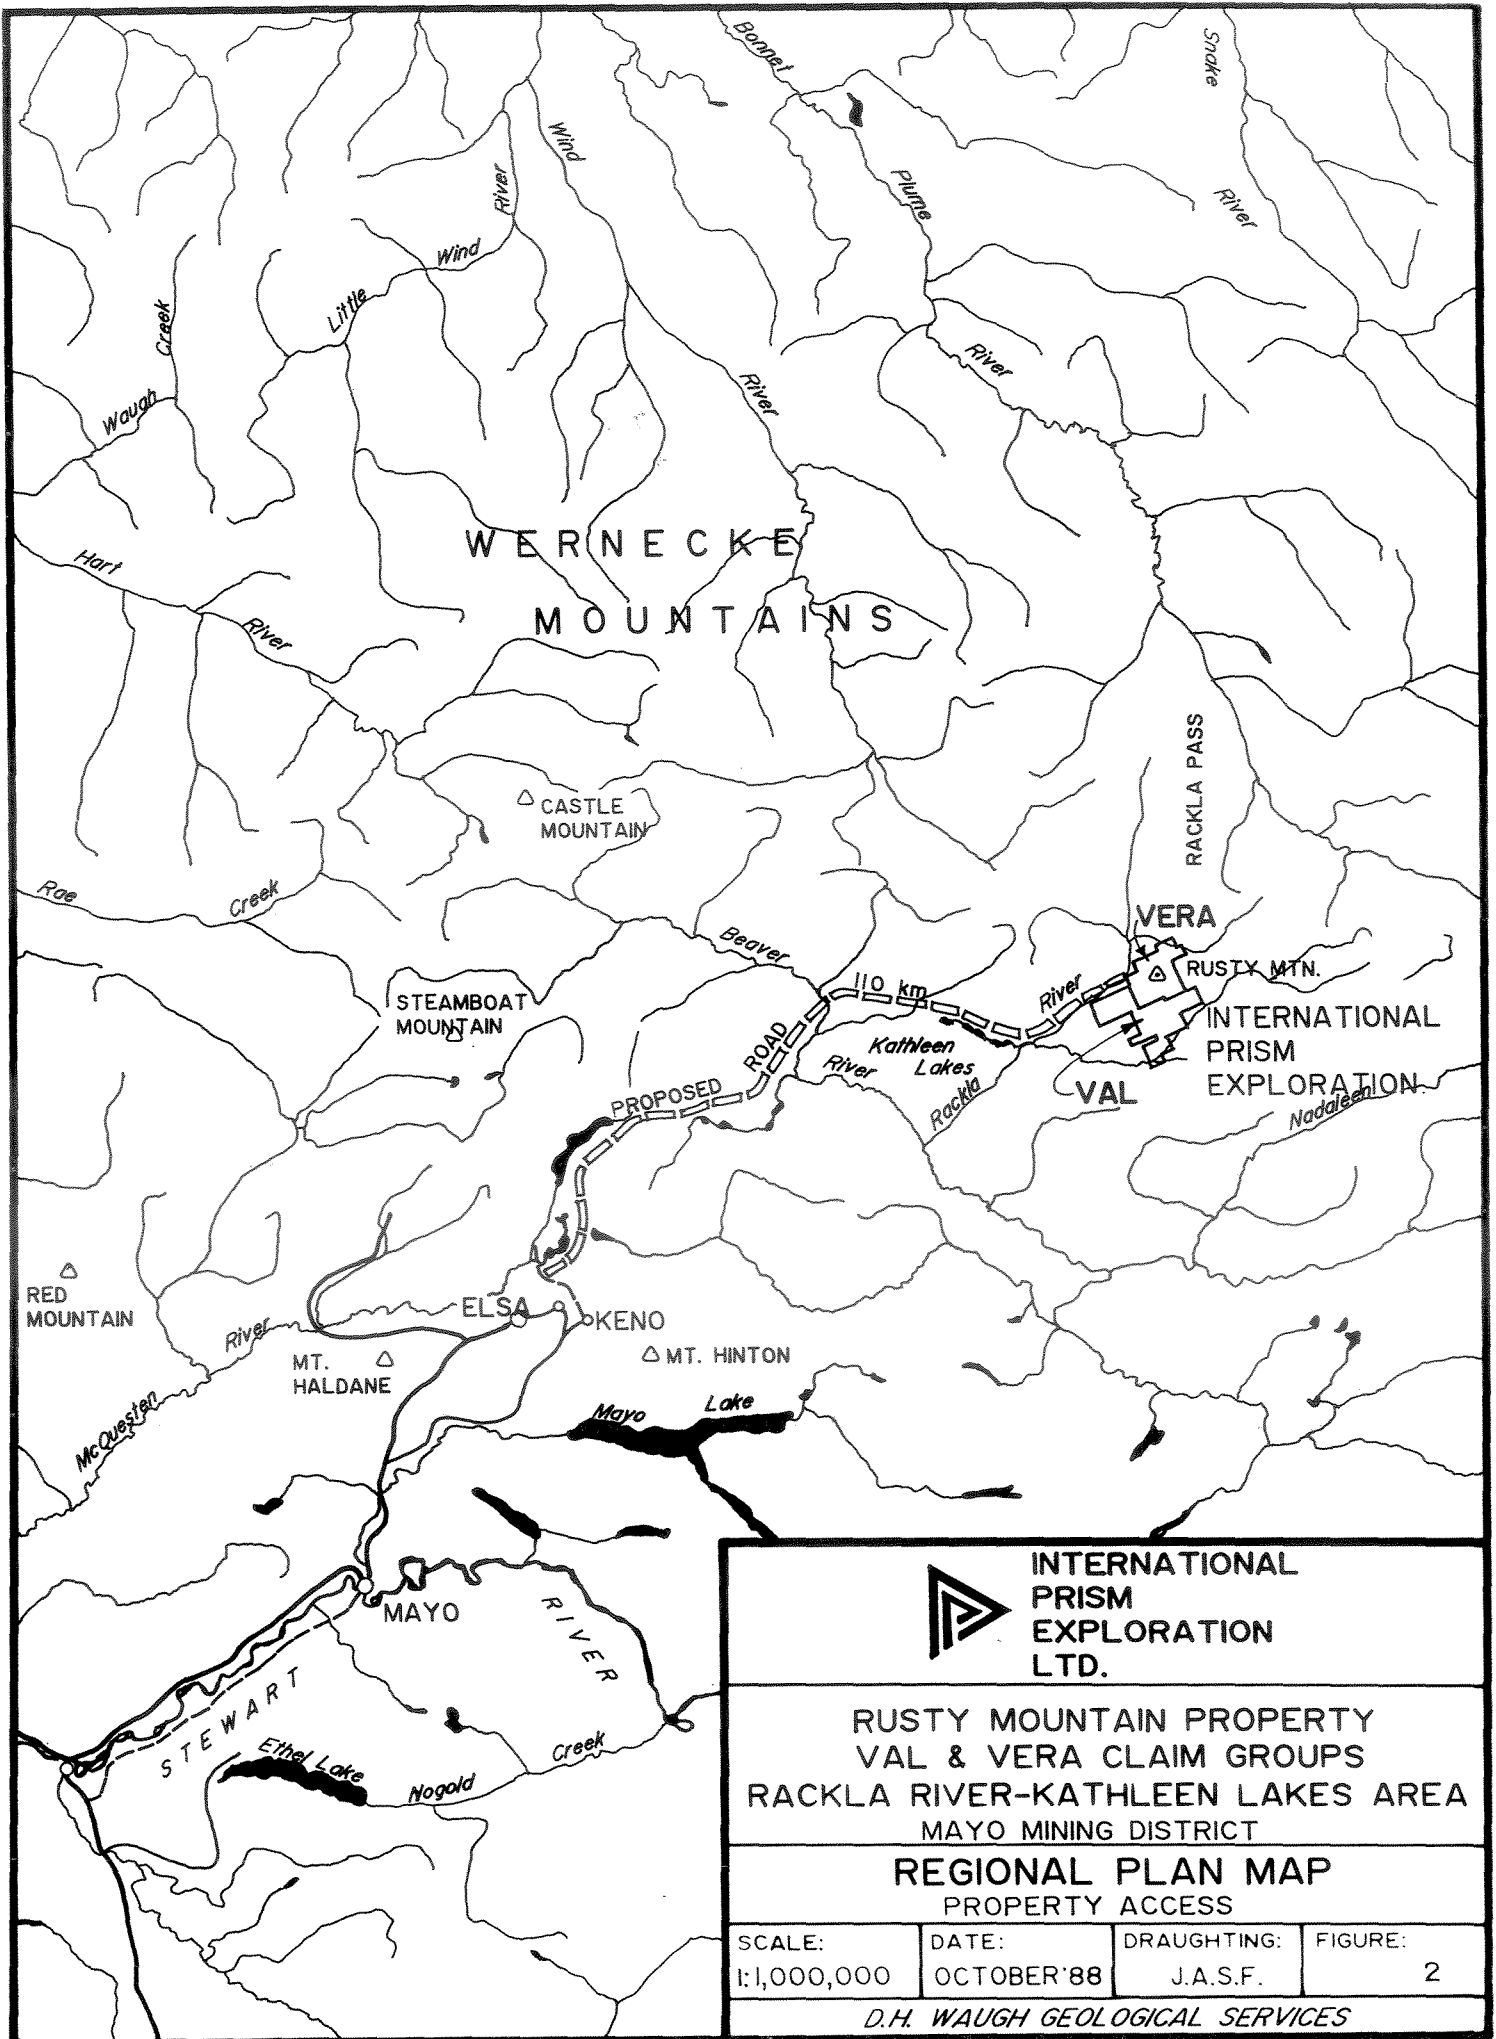 Bonnet
Snake
Wind
River
Plume
River
Wind
Little
Creek
River
River
Waugh
WERNECKE
Hart
MOUNTAINS
River
RACKLA PASS
CASTLE
MOUNTAIN
Rae
Creek
VERA
Beaver
RUSTY MTN.
110 km
River
STEAMBOAT
MOUNTAIN
INTERNATIONAL
PRISM
EXPLORATION
ROAD
Kathleen
Lakes
River
PROPOSED
VAL
Rackla
Nadaleen
RED
MOUNTAIN
ELSA
KENO
River
MT.
HALDANE
MT. HINTON
McQuesten
Mayo Lake
MAYO
RIVER
STEWART
Ethel Lake
Creek
Nogold
INTERNATIONAL
PRISM
EXPLORATION
LTD.
RUSTY MOUNTAIN PROPERTY
VAL & VERA CLAIM GROUPS
RACKLA RIVER-KATHLEEN LAKES AREA
MAYO MINING DISTRICT
REGIONAL PLAN MAP
PROPERTY ACCESS
SCALE:
1:1,000,000
DATE:
OCTOBER'88
DRAUGHTING:
J.A.S.F.
FIGURE:
2
D.H. WAUGH GEOLOGICAL SERVICES